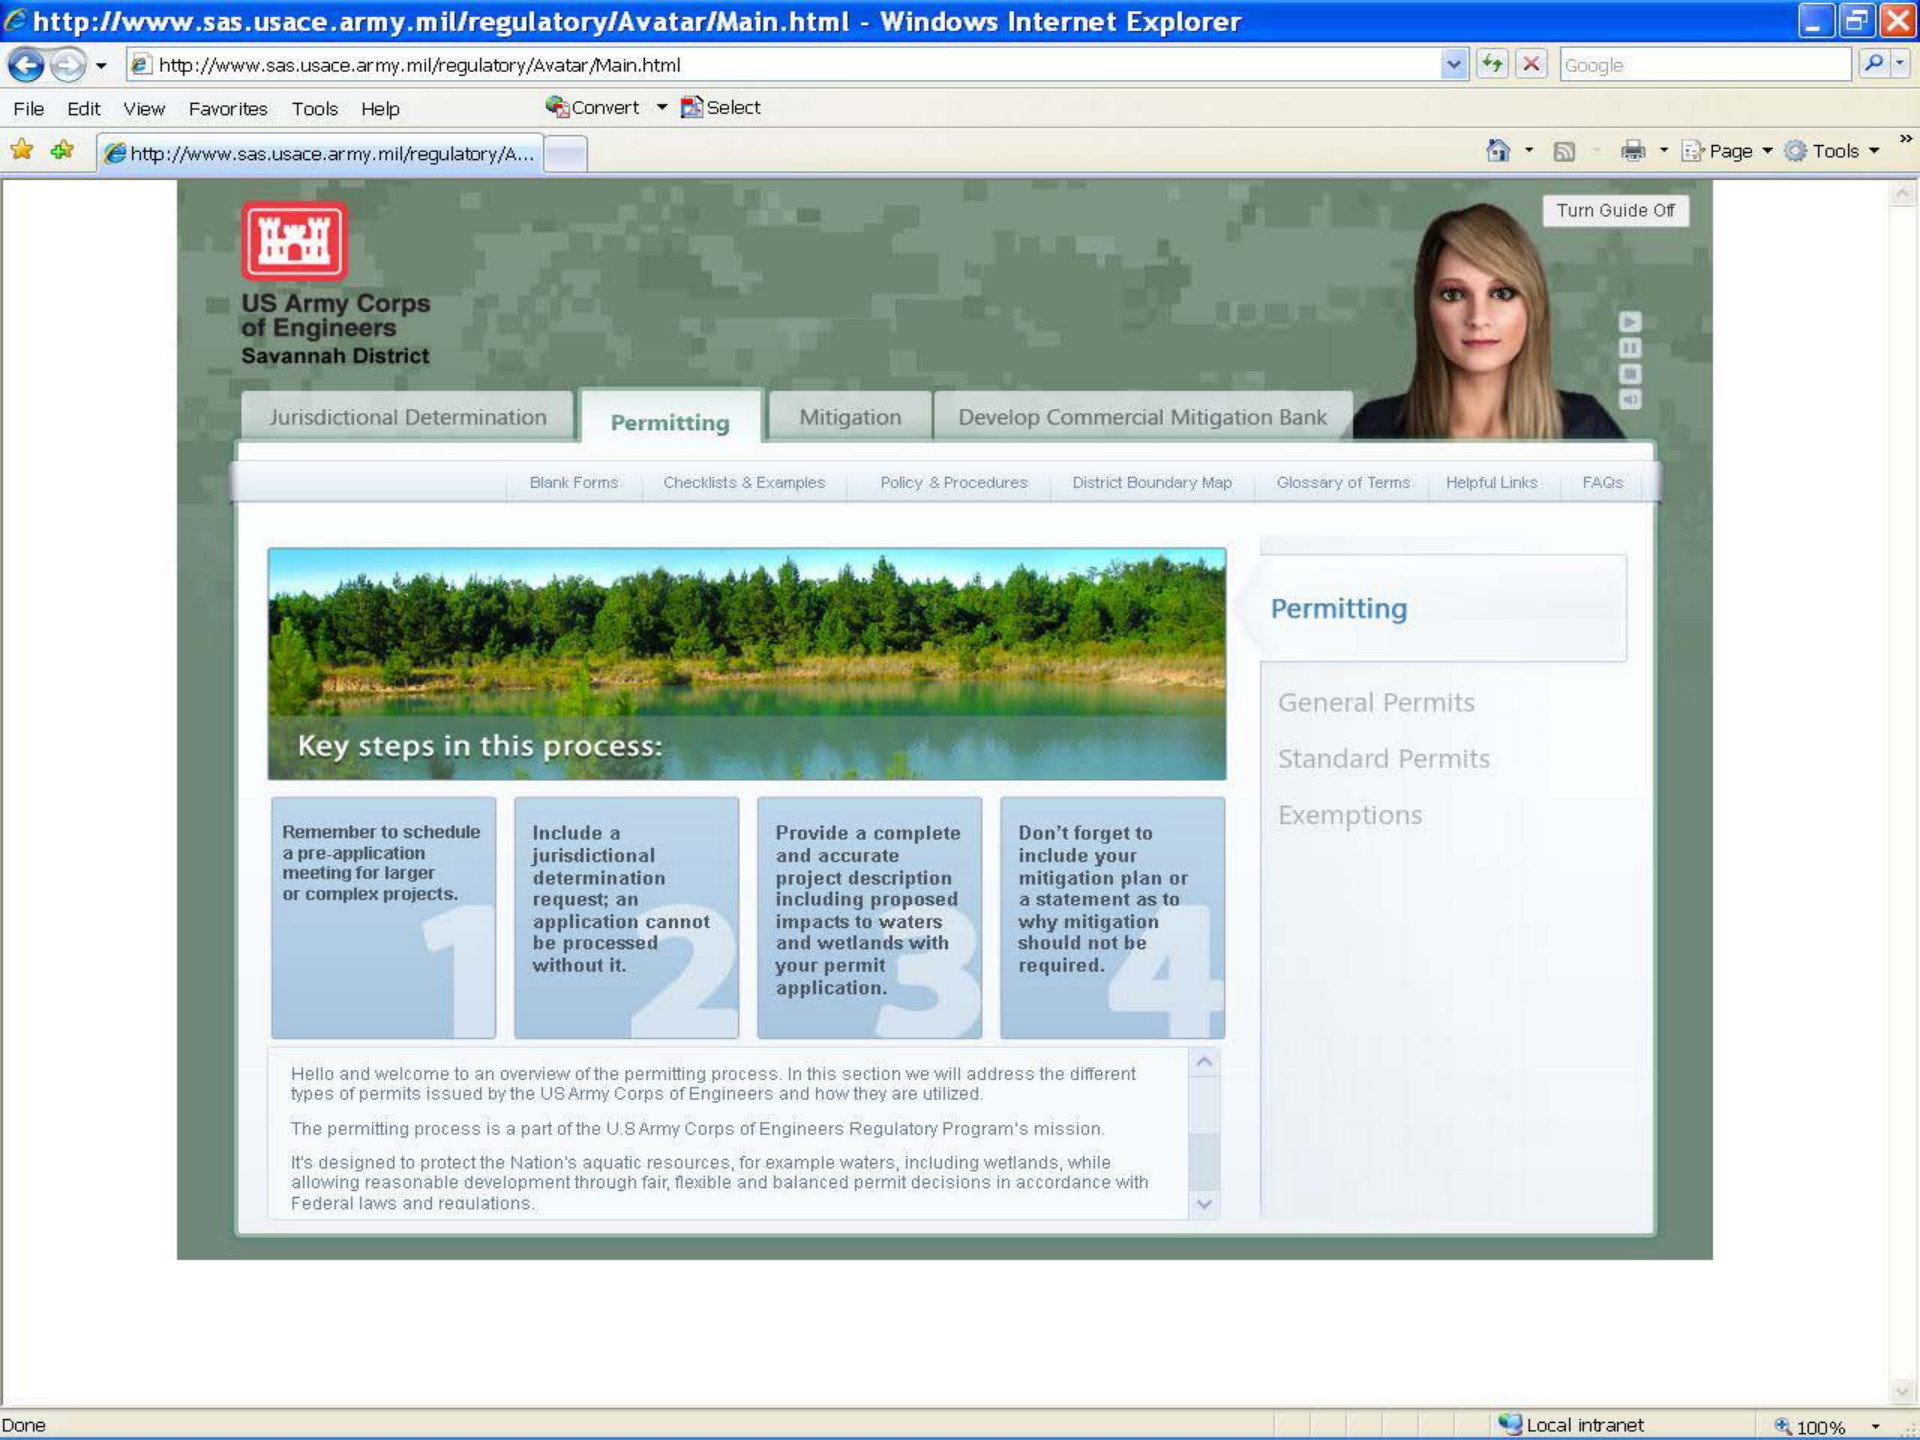 http://www.sas.usace.army.mil/regulatory/Avatar/Main.html - Windows Internet Explorer
http://www.sas.usace.army.mil/regulatory/Avatar/Main.html
Google
File Edit View Favorites Tools Help
Convert Select
http://www.sas.usace.army.mil/regulatory/A...
Page Tools »
Turn Guide Off
US Army Corps
of Engineers
Savannah District
Jurisdictional Determination
Permitting
Mitigation
Develop Commercial Mitigation Bank
Blank Forms
Checklists & Examples
Policy & Procedures
District Boundary Map
Glossary of Terms
Helpful Links
FAQs
Key steps in this process:
Remember to schedule
a pre-application
meeting for larger
or complex projects.
1
Include a
jurisdictional
determination
request; an
application cannot
be processed
without it.
2
Provide a complete
and accurate
project description
including proposed
impacts to waters
and wetlands with
your permit
application.
3
Don't forget to
include your
mitigation plan or
a statement as to
why mitigation
should not be
required.
4
Hello and welcome to an overview of the permitting process. In this section we will address the different
types of permits issued by the US Army Corps of Engineers and how they are utilized.
The permitting process is a part of the U.S Army Corps of Engineers Regulatory Program's mission.
It's designed to protect the Nation's aquatic resources, for example waters, including wetlands, while
allowing reasonable development through fair, flexible and balanced permit decisions in accordance with
Federal laws and regulations.
Permitting
General Permits
Standard Permits
Exemptions
Done
Local intranet
100%